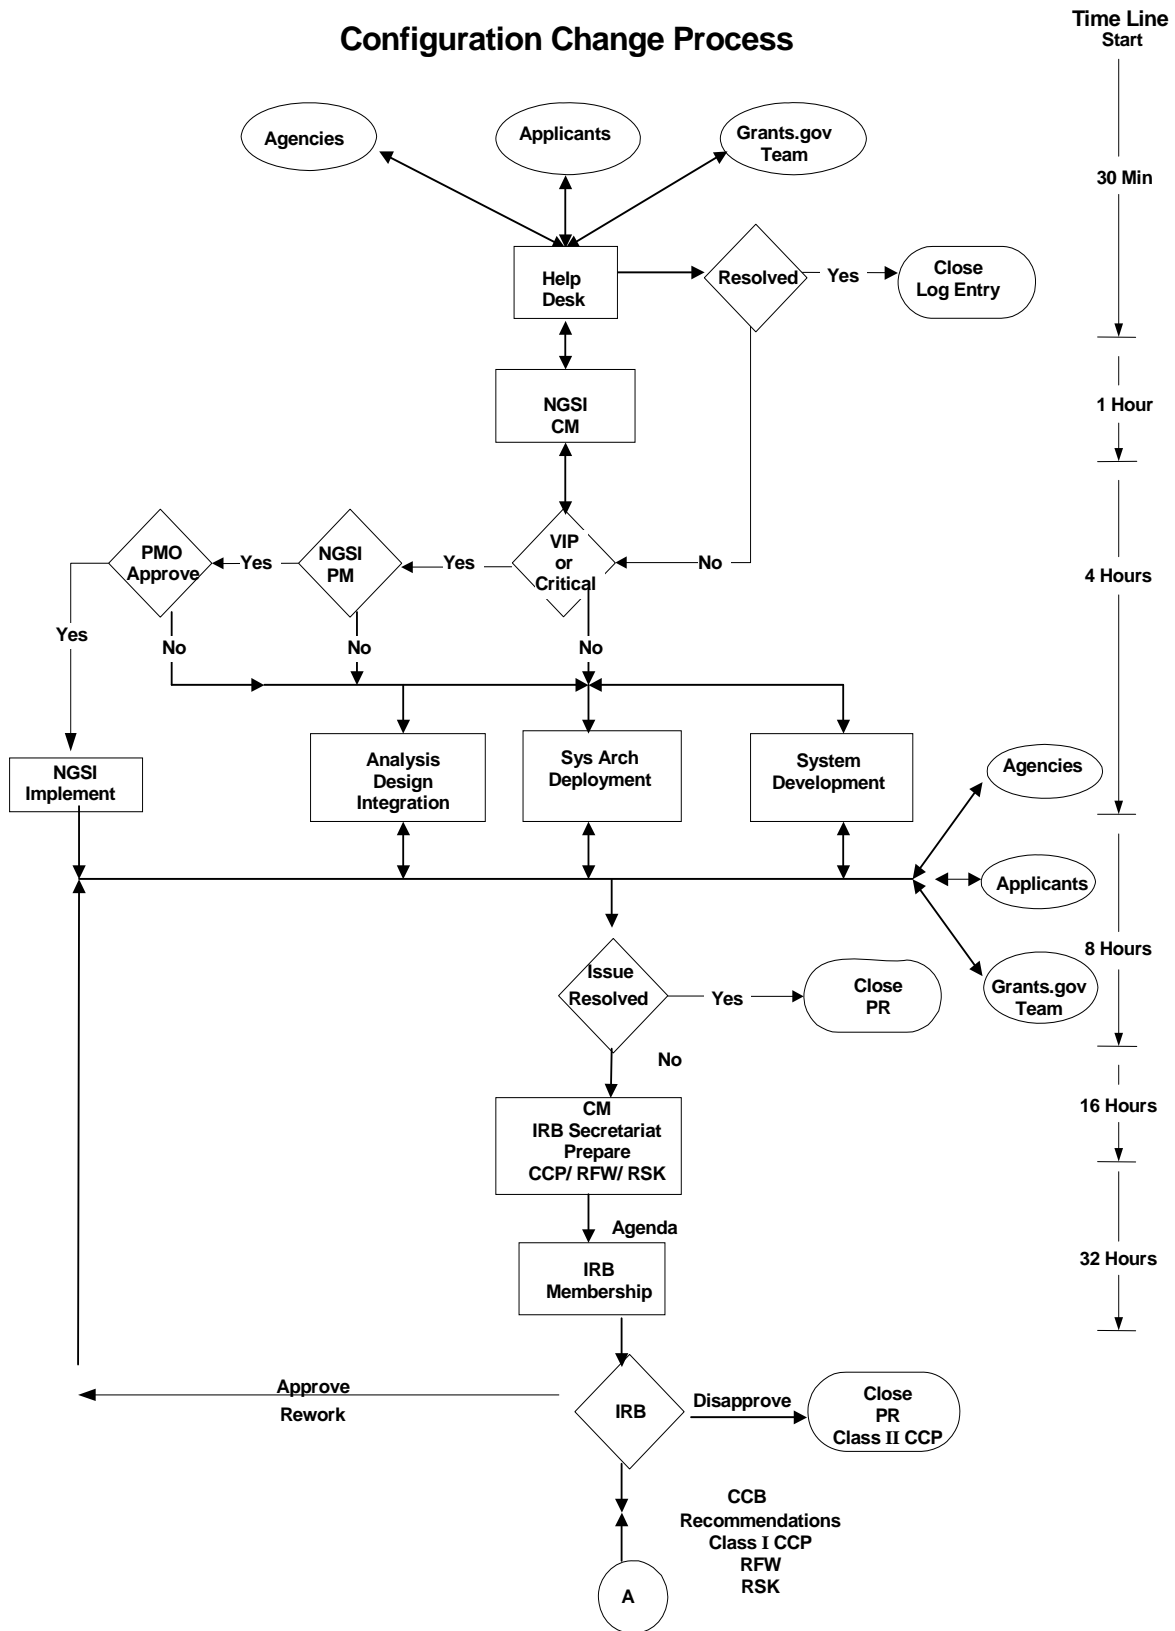 Configuration Change Process
Time Line
Start
Agencies
Applicants
Grants.gov
Team
30 Min
Help
Desk
Resolved
Yes
Close
Log Entry
NGSI
CM
1 Hour
PMO
Approve
Yes
NGSI
PM
Yes
VIP
or
Critical
No
4 Hours
Yes
No
No
No
NGSI
Implement
Analysis
Design
Integration
Sys Arch
Deployment
System
Development
Agencies
Applicants
8 Hours
Issue
Resolved
Yes
Close
PR
Grants.gov
Team
No
CM
IRB Secretariat
Prepare
CCP/ RFW/ RSK
16 Hours
Agenda
IRB
Membership
32 Hours
Approve
Rework
IRB
Disapprove
Close
PR
Class II CCP
CCB
Recommendations
Class I CCP
RFW
RSK
A